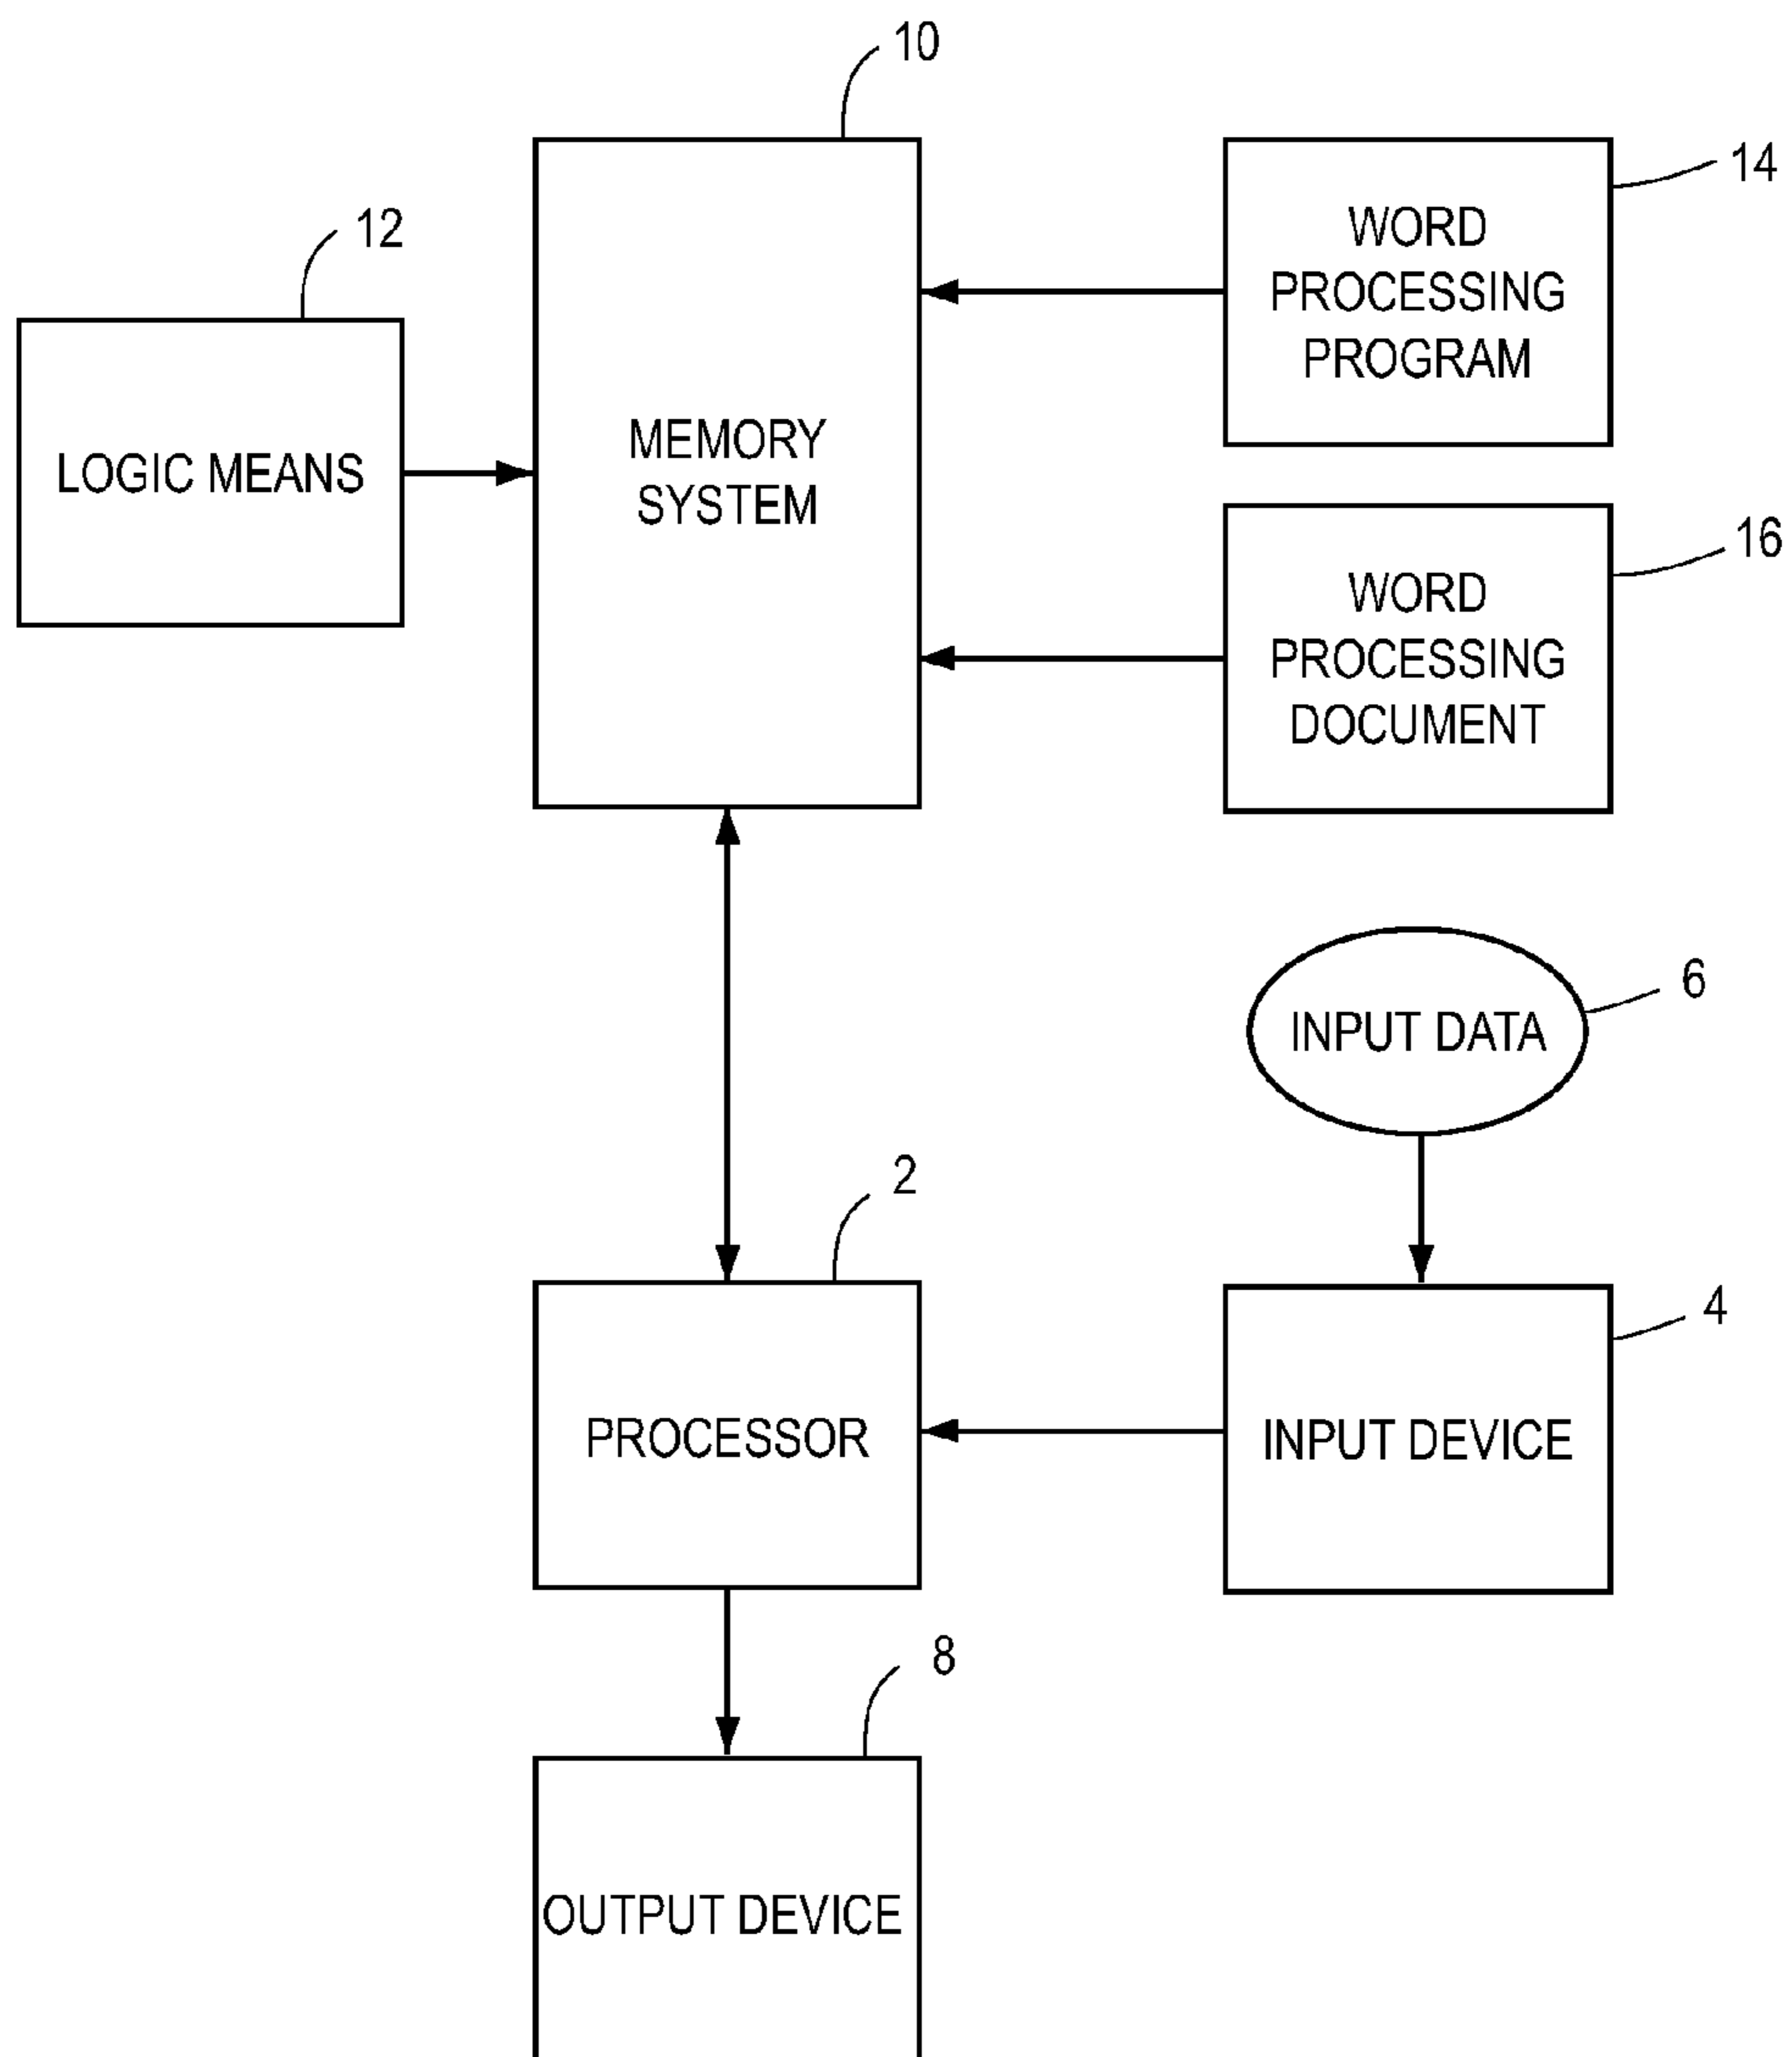 10
14
12
WORD
PROCESSING
PROGRAM
MEMORY
SYSTEM
LOGIC MEANS
16
WORD
PROCESSING
DOCUMENT
6
INPUT DATA
2
4
PROCESSOR
INPUT DEVICE
8
OUTPUT DEVICE